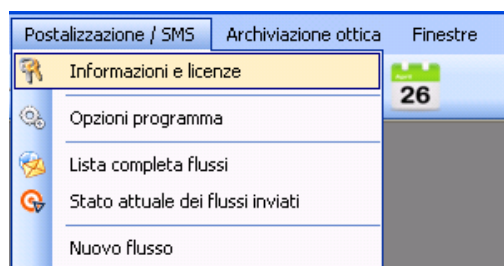 Postalizzazione / SMS Archiviazione ottica Finestre
Informazioni e licenze
April
26
Opzioni programma
Lista completa flussi
Stato attuale dei flussi inviati
Nuovo flusso